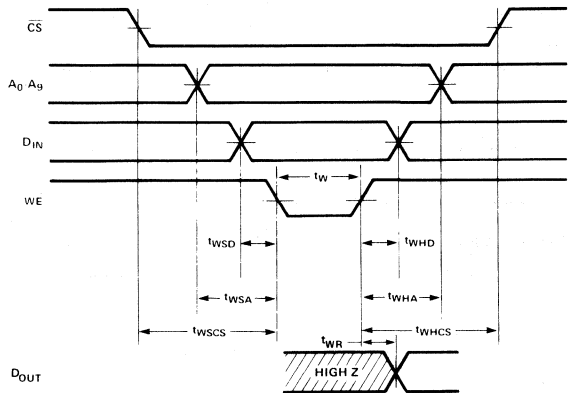 CS
A0 A9
DIN
tW
WE
tWSD
tWHD
tWSA
tWHA
tWSCS
tWHCS
tWR
HIGH Z
DOUT